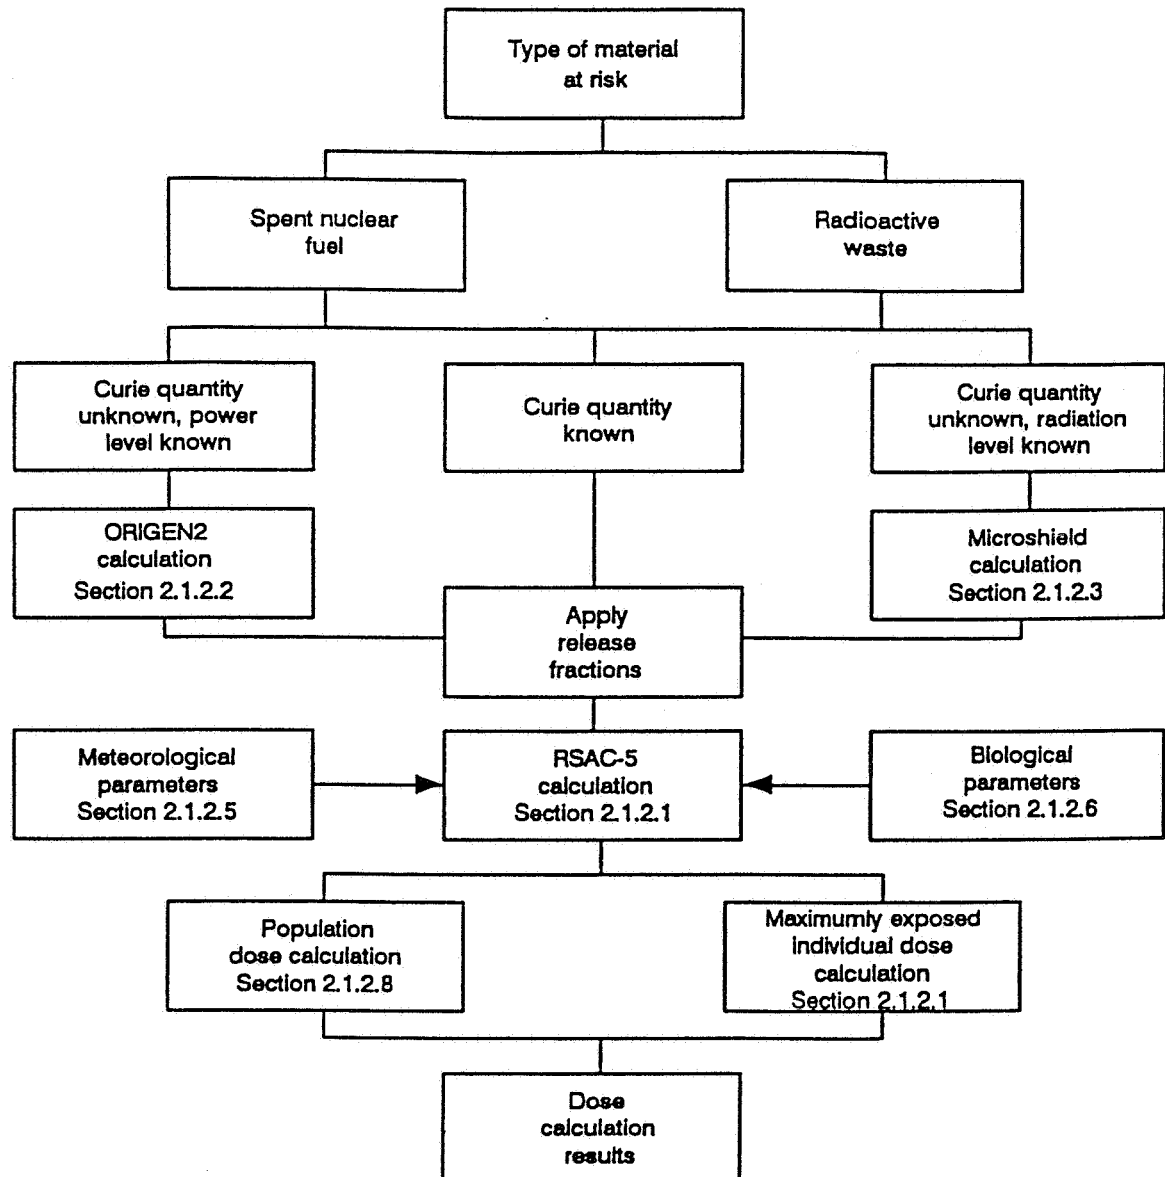 Type of material
at risk
Spent nuclear
fuel
Radioactive
waste
Curie quantity
unknown, power
level known
Curie quantity
known
Curie quantity
unknown, radiation
level known
ORIGEN2
calculation
Section 2.1.2.2
Microshield
calculation
Section 2.1.2.3
Apply
release
fractions
Meteorological
parameters
Section 2.1.2.5
RSAC-5
calculation
Section 2.1.2.1
Biological
parameters
Section 2.1.2.6
Population
dose calculation
Section 2.1.2.8
Maximumly exposed
individual dose
calculation
Section 2.1.2.1
Dose
calculation
results